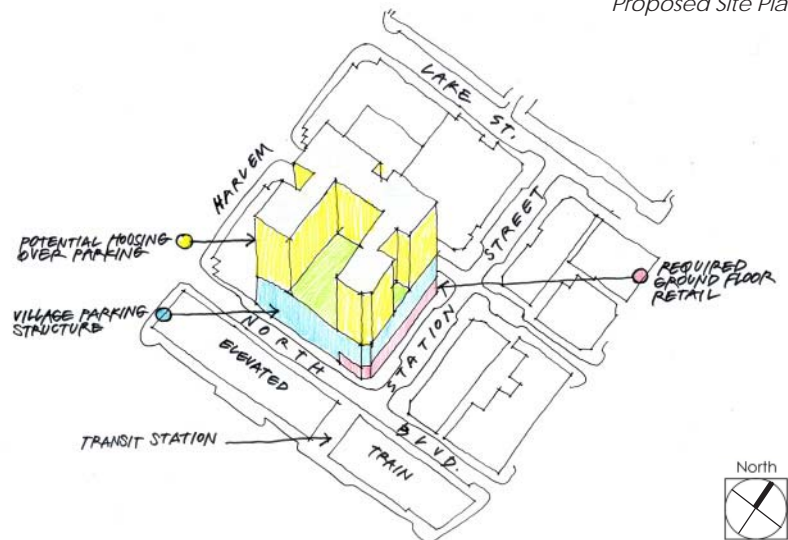 Proposed Site Pla
LAKE ST.
HARLEM
STREET
POTENTIAL HOUSING
OVER PARKING
REQUIRED
GROUND FLOOR
RETAIL
VILLAGE PARKING
STRUCTURE
NORTH
STATION
ELEVATED
BLVD.
TRANSIT STATION
TRAIN
North